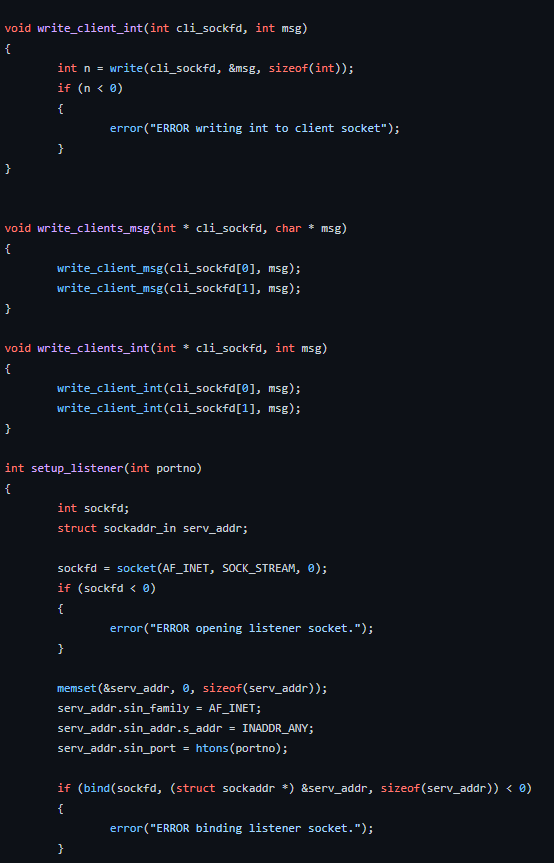 void write_client_int(int cli_sockfd, int msg)
{
        int n = write(cli_sockfd, &msg, sizeof(int));
        if (n < 0)
        {
                error("ERROR writing int to client socket");
        }
}
void write_clients_msg(int * cli_sockfd, char * msg)
{
        write_client_msg(cli_sockfd[0], msg);
        write_client_msg(cli_sockfd[1], msg);
}
void write_clients_int(int * cli_sockfd, int msg)
{
        write_client_int(cli_sockfd[0], msg);
        write_client_int(cli_sockfd[1], msg);
}
int setup_listener(int portno)
{
        int sockfd;
        struct sockaddr_in serv_addr;
        sockfd = socket(AF_INET, SOCK_STREAM, 0);
        if (sockfd < 0)
        {
                error("ERROR opening listener socket.");
        }
        memset(&serv_addr, 0, sizeof(serv_addr));
        serv_addr.sin_family = AF_INET;
        serv_addr.sin_addr.s_addr = INADDR_ANY;
        serv_addr.sin_port = htons(portno);
        if (bind(sockfd, (struct sockaddr *) &serv_addr, sizeof(serv_addr)) < 0)
        {
                error("ERROR binding listener socket.");
        }